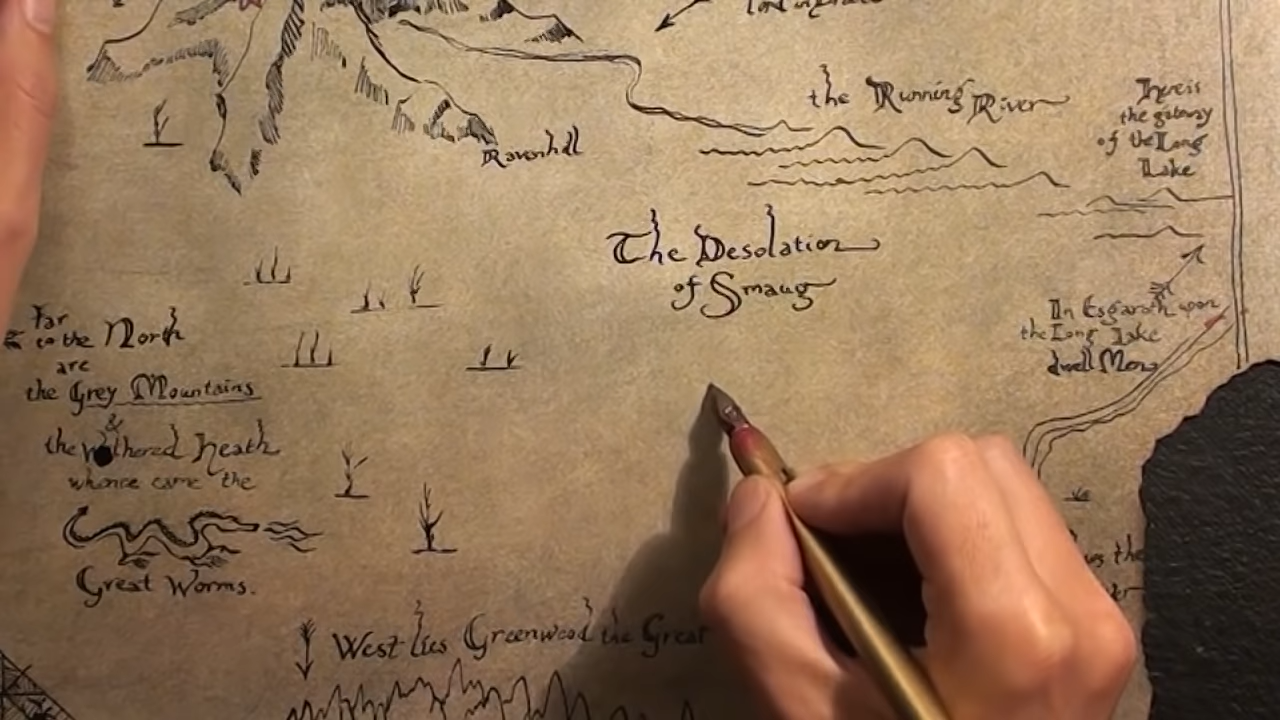 the Running River
There is
the gateway
of the Long
Lake
Ravenhill
The Desolation
of Smaug
In Esgaroth upon
the Long Lake
dwell Men
Far
to the North
are
the Grey Mountains
&
the Heath
whence came the
Great Worms.
West lies Greenwood the Great
the